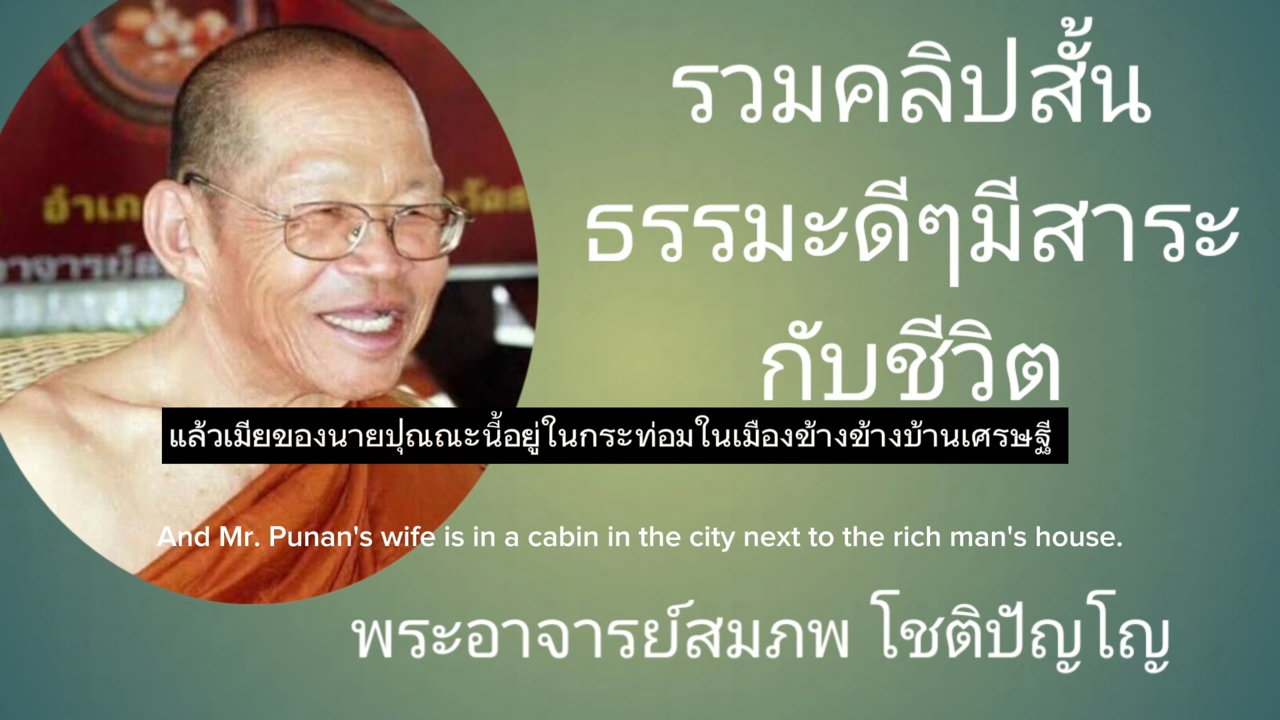 รวมคลิปสั้น
ธรรมะดีๆมีสาระ
กับชีวิต
อำเภ
แล้วเมียของนายปุณณะนี้อยู่ในกระท่อมในเมืองข้างข้างบ้านเศรษฐี
And Mr. Punan's wife is in a cabin in the city next to the rich man's house.
พระอาจารย์สมภพ โชติปัญโญ